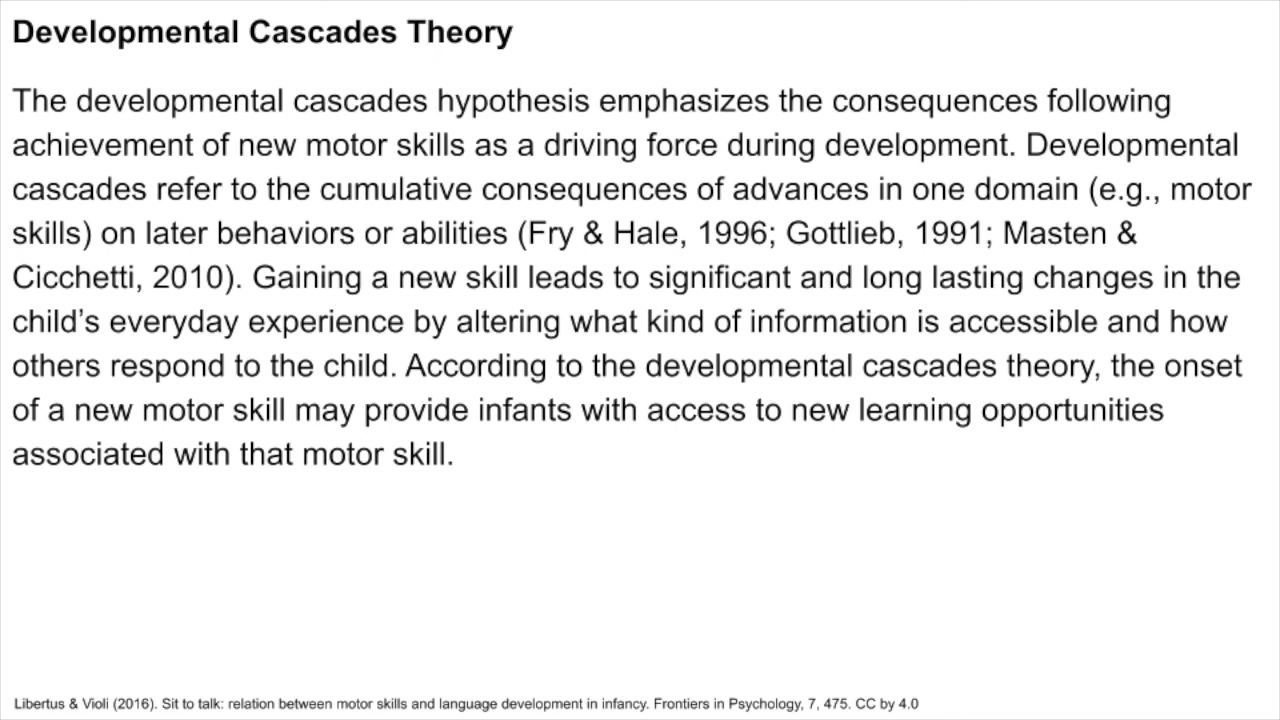 Developmental Cascades Theory
The developmental cascades hypothesis emphasizes the consequences following
achievement of new motor skills as a driving force during development. Developmental
cascades refer to the cumulative consequences of advances in one domain (e.g., motor
skills) on later behaviors or abilities (Fry & Hale, 1996; Gottlieb, 1991; Masten &
Cicchetti, 2010). Gaining a new skill leads to significant and long lasting changes in the
child’s everyday experience by altering what kind of information is accessible and how
others respond to the child. According to the developmental cascades theory, the onset
of a new motor skill may provide infants with access to new learning opportunities
associated with that motor skill.
Libertus & Violi (2016). Sit to talk: relation between motor skills and language development in infancy. Frontiers in Psychology, 7, 475. CC by 4.0